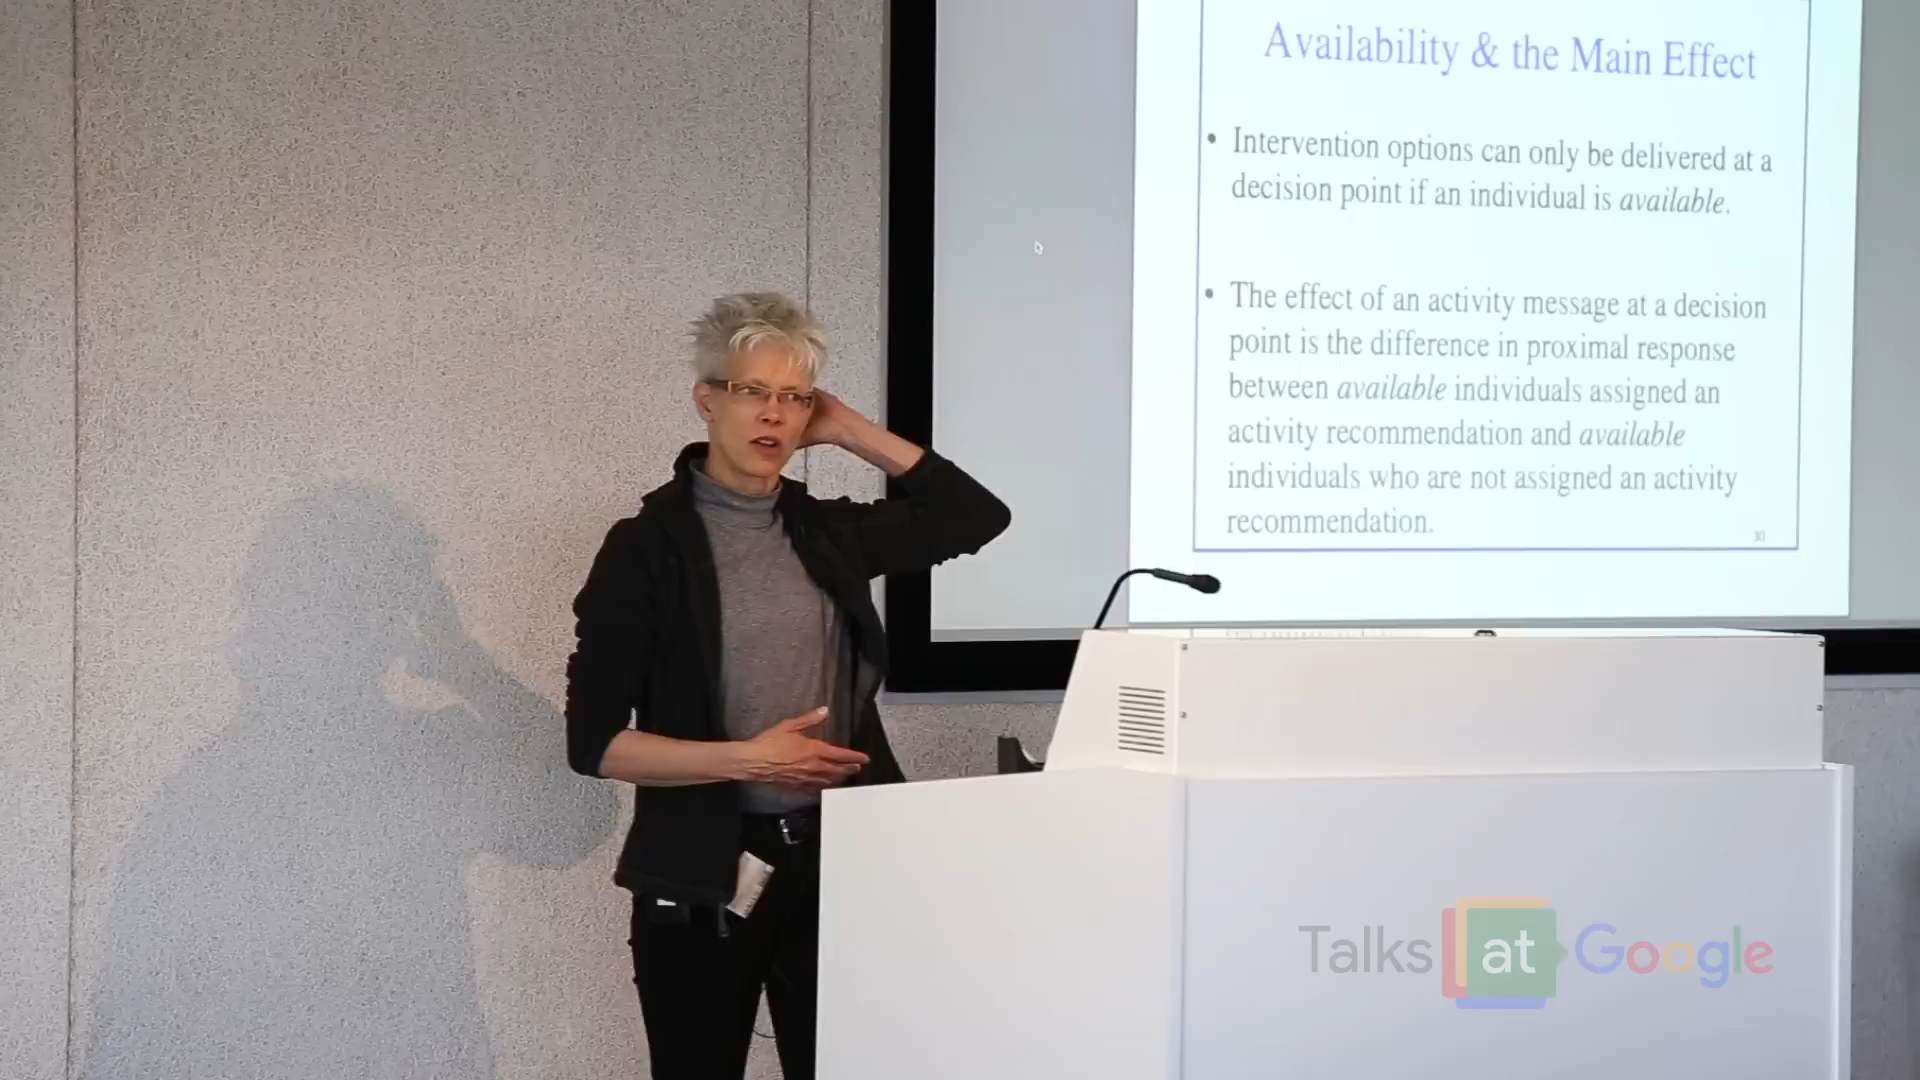 Availability & the Main Effect
• Intervention options can only be delivered at a
decision point if an individual is available.
• The effect of an activity message at a decision
point is the difference in proximal response
between available individuals assigned an
activity recommendation and available
individuals who are not assigned an activity
recommendation.
30
Talks at Google